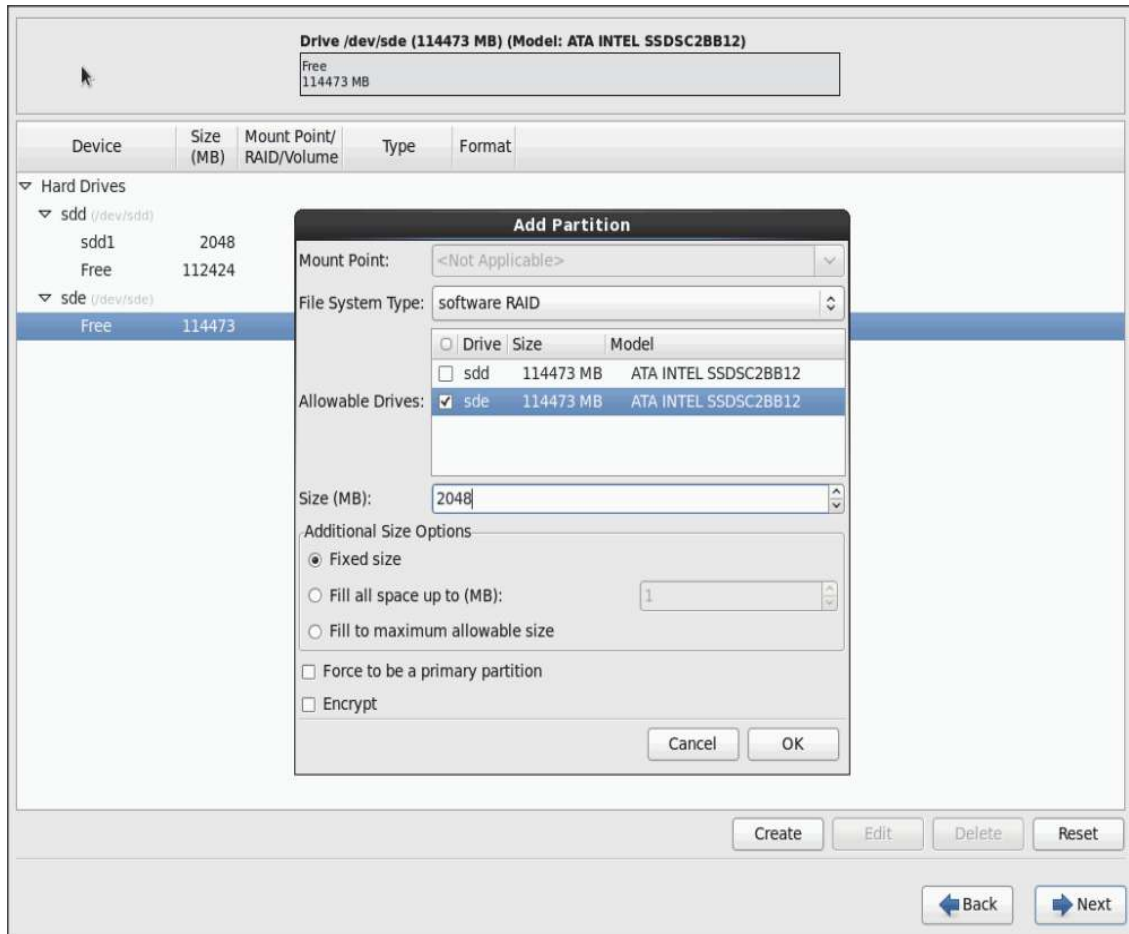 Drive /dev/sde (114473 MB) (Model: ATA INTEL SSDSC2BB12)
Free
114473 MB
Device Size (MB) Mount Point/ RAID/Volume Type Format
Hard Drives
sdd (/dev/sdd)
sdd1 2048
Free 112424
sde (/dev/sde)
Free 114473
Add Partition
Mount Point: <Not Applicable>
File System Type: software RAID
Drive Size Model
sdd 114473 MB ATA INTEL SSDSC2BB12
Allowable Drives: sde 114473 MB ATA INTEL SSDSC2BB12
Size (MB): 2048
Additional Size Options
Fixed size
Fill all space up to (MB): 1
Fill to maximum allowable size
Force to be a primary partition
Encrypt
Cancel OK
Create Edit Delete Reset
Back Next